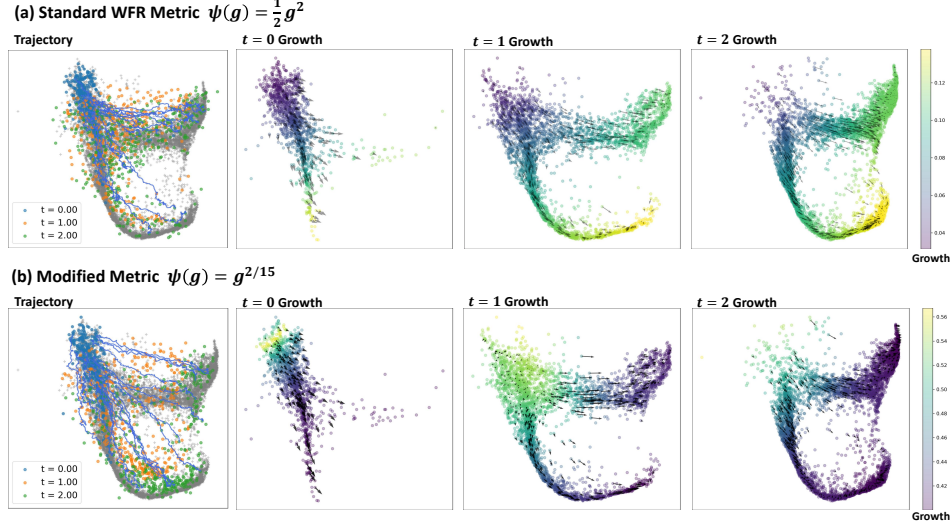 (a) Standard WFR Metric ψ(g) = 1/2 g²
Trajectory
t = 0 Growth
t = 1 Growth
t = 2 Growth
t = 0.00
t = 1.00
t = 2.00
0.12
0.10
0.08
0.06
0.04
Growth
(b) Modified Metric ψ(g) = g^{2/15}
Trajectory
t = 0 Growth
t = 1 Growth
t = 2 Growth
t = 0.00
t = 1.00
t = 2.00
0.56
0.54
0.52
0.50
0.48
0.46
0.44
0.42
Growth